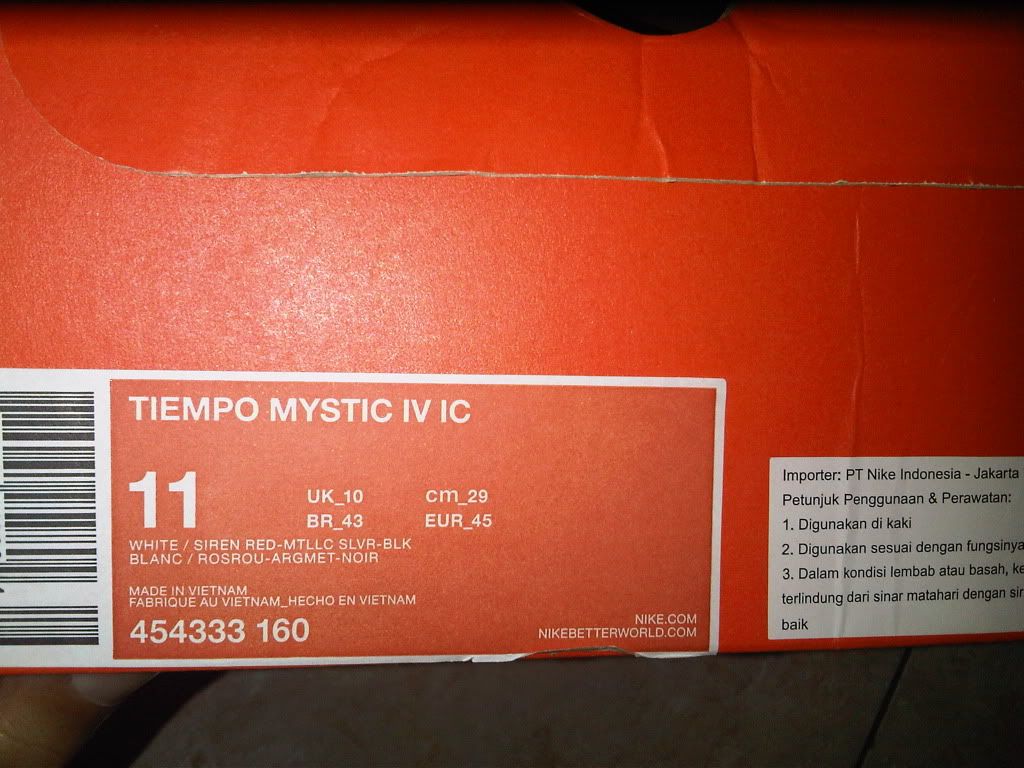 TIEMPO MYSTIC IV IC
11
UK_10 cm_29
BR_43 EUR_45
WHITE / SIREN RED-MTLLC SLVR-BLK
BLANC / ROSROU-ARGMET-NOIR
MADE IN VIETNAM
FABRIQUE AU VIETNAM_HECHO EN VIETNAM
454333 160
NIKE.COM
NIKEBETTERWORLD.COM
Importer: PT Nike Indonesia - Jakarta
Petunjuk Penggunaan & Perawatan:
1. Digunakan di kaki
2. Digunakan sesuai dengan fungsinya
3. Dalam kondisi lembab atau basah,
terlindung dari sinar matahari dengan
baik